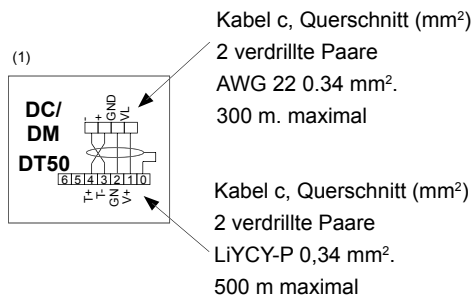 Kabel c, Querschnitt (mm²)
2 verdrillte Paare
AWG 22 0.34 mm².
300 m. maximal
(1)
DC/
DM
DT50
- + GND VL
6 5 4 3 2 1 0
T+ T- GN V+
Kabel c, Querschnitt (mm²)
2 verdrillte Paare
LiYCY-P 0,34 mm².
500 m maximal